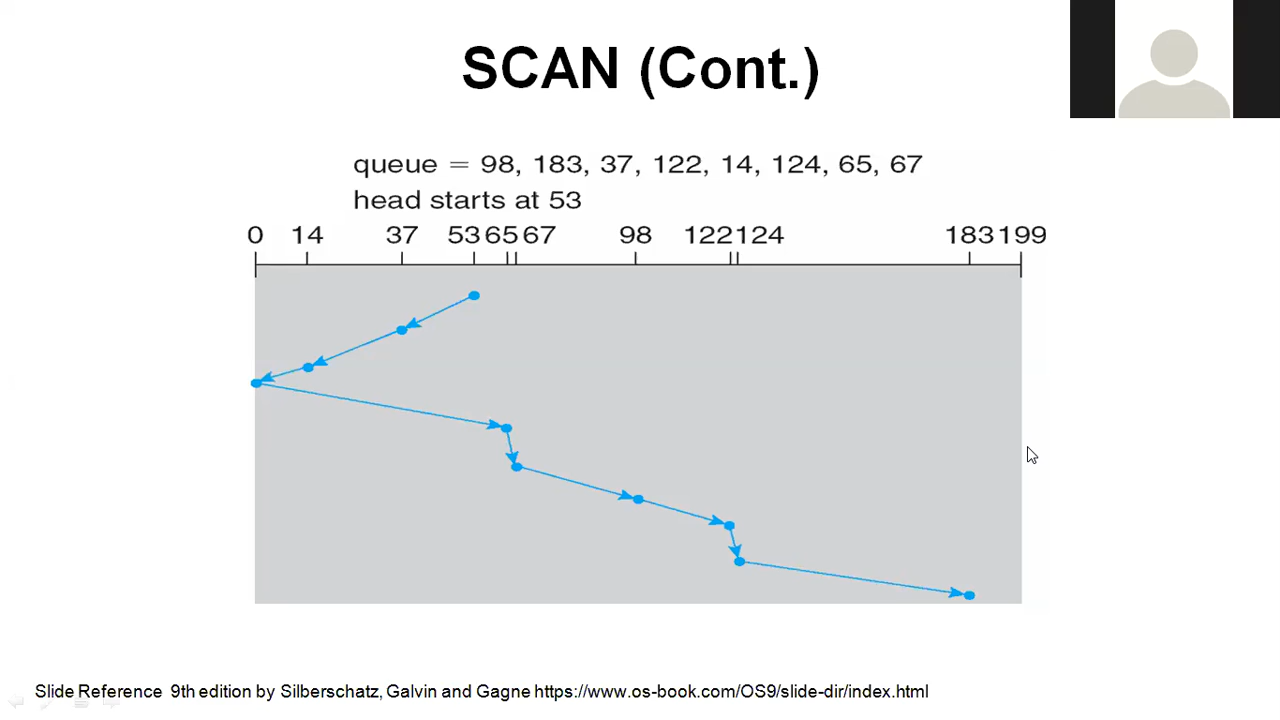 SCAN (Cont.)
queue = 98, 183, 37, 122, 14, 124, 65, 67
head starts at 53
0 14 37 53 65 67 98 122 124 183 199
Slide Reference 9th edition by Silberschatz, Galvin and Gagne https://www.os-book.com/OS9/slide-dir/index.html